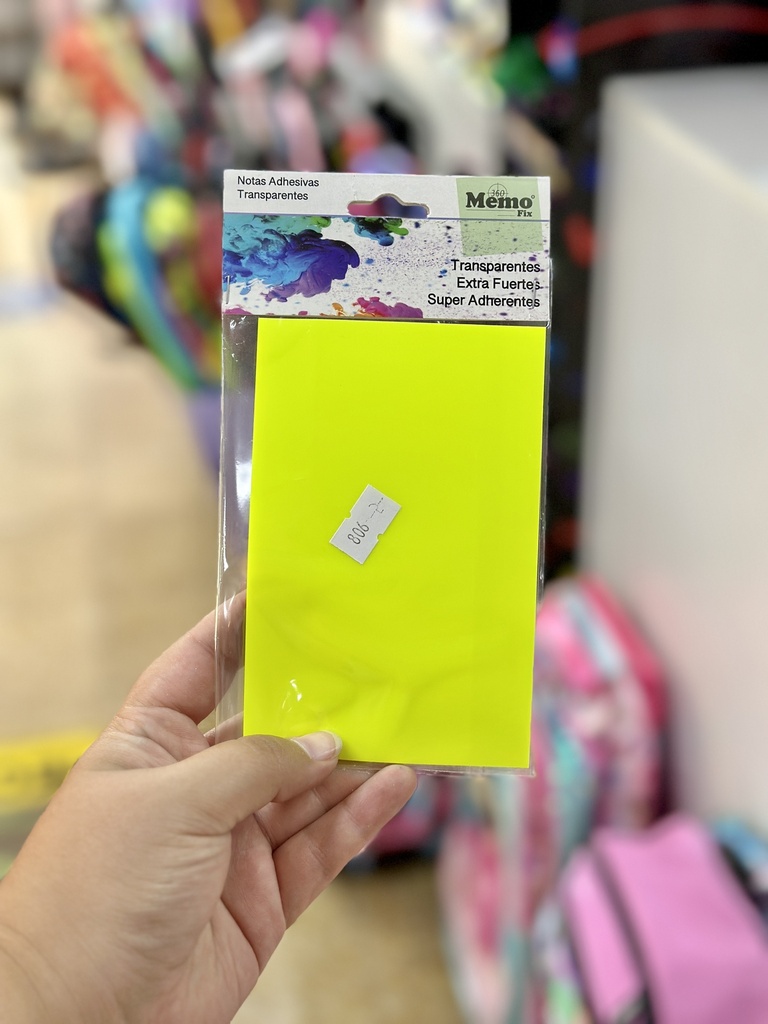 Notas Adhesivas
Transparentes
360
Memo
Fix
Transparentes
Extra Fuertes
Super Adherentes
806